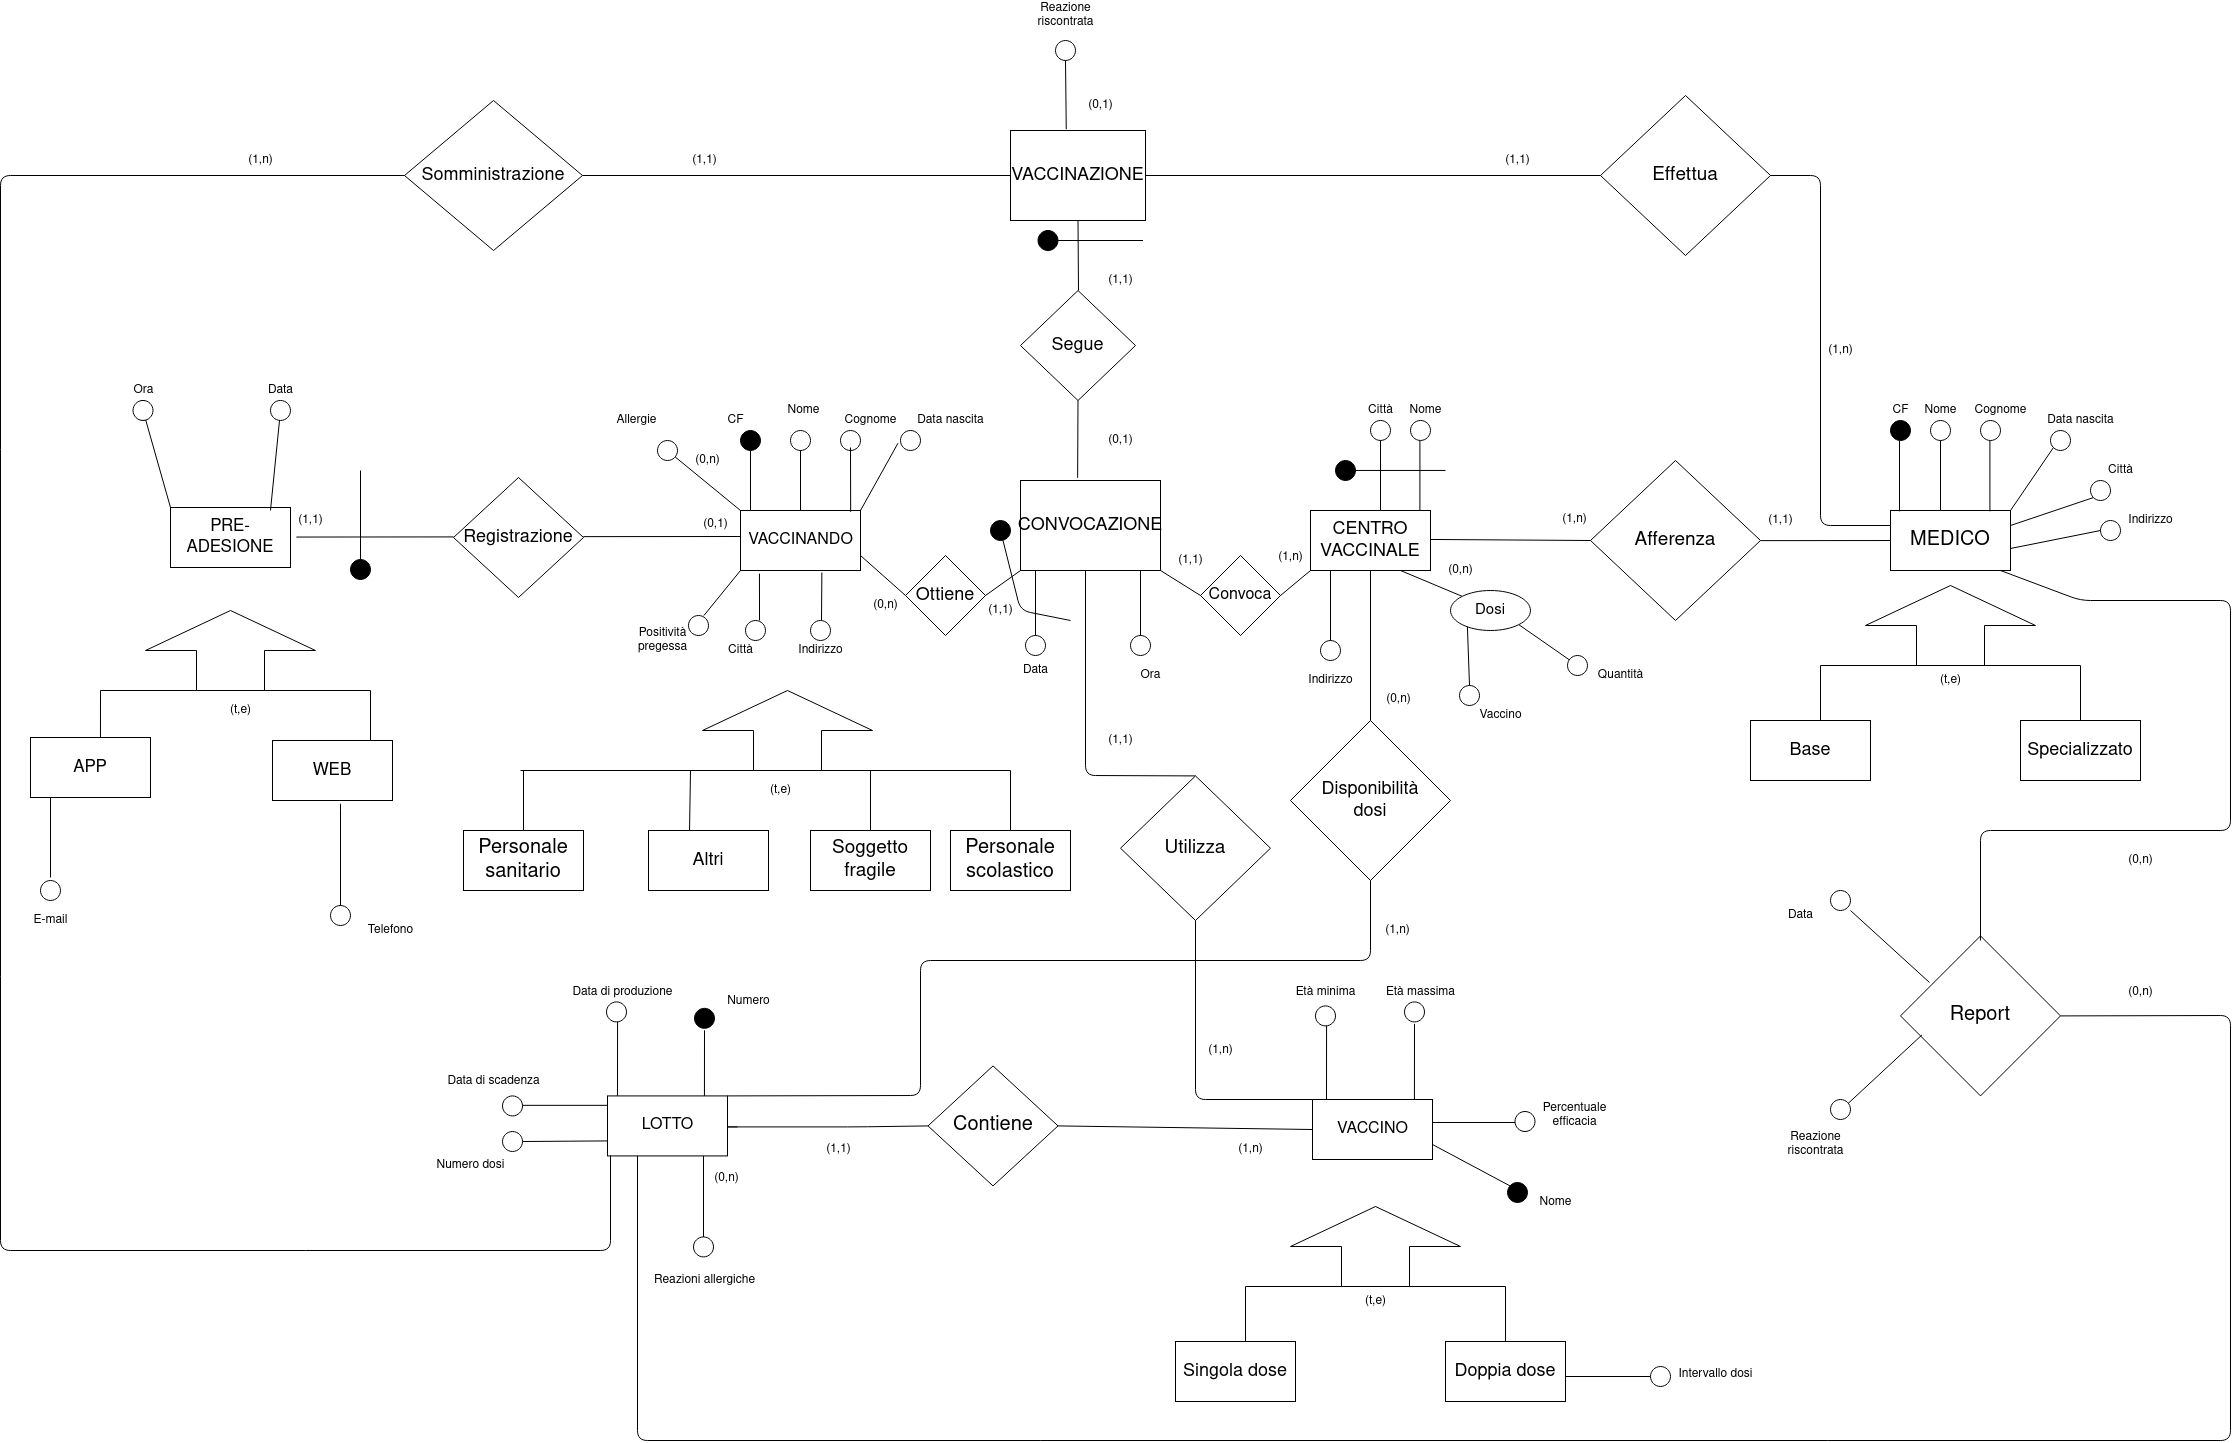 Reazione
riscontrata
(0,1)
(1,n)
Somministrazione
(1,1)
VACCINAZIONE
(1,1)
Effettua
(1,1)
Segue
(1,n)
(0,1)
Ora
Data
PRE-
ADESIONE
(1,1)
Registrazione
(0,1)
Allergie
(0,n)
CF
Nome
Cognome
Data nascita
VACCINANDO
Positività
pregessa
Città
Indirizzo
(0,n)
Ottiene
(1,1)
CONVOCAZIONE
Data
Ora
(1,1)
Convoca
(1,n)
Città
Nome
CENTRO
VACCINALE
Indirizzo
(0,n)
Dosi
Vaccino
Quantità
(1,n)
Afferenza
(1,1)
CF
Nome
Cognome
Data nascita
Città
Indirizzo
MEDICO
(t,e)
APP
WEB
E-mail
Telefono
(t,e)
Personale
sanitario
Altri
Soggetto
fragile
Personale
scolastico
(1,1)
Utilizza
(0,n)
Disponibilità
dosi
(1,n)
(t,e)
Base
Specializzato
(0,n)
Data
Report
(0,n)
Reazione
riscontrata
Data di produzione
Numero
Data di scadenza
LOTTO
Numero dosi
(0,n)
Reazioni allergiche
(1,1)
Contiene
(1,n)
(1,n)
Età minima
Età massima
VACCINO
Percentuale
efficacia
Nome
(t,e)
Singola dose
Doppia dose
Intervallo dosi